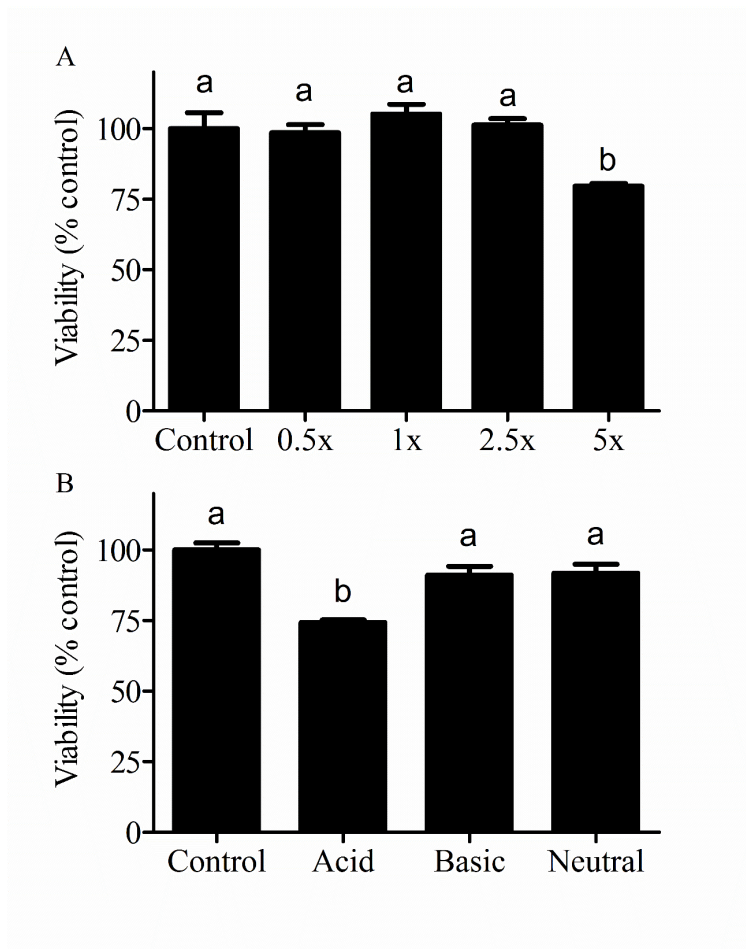 A
a a a a b
Viability (% control)
100
75
50
25
0
Control 0.5x 1x 2.5x 5x
B
a b a a
Viability (% control)
100
75
50
25
0
Control Acid Basic Neutral